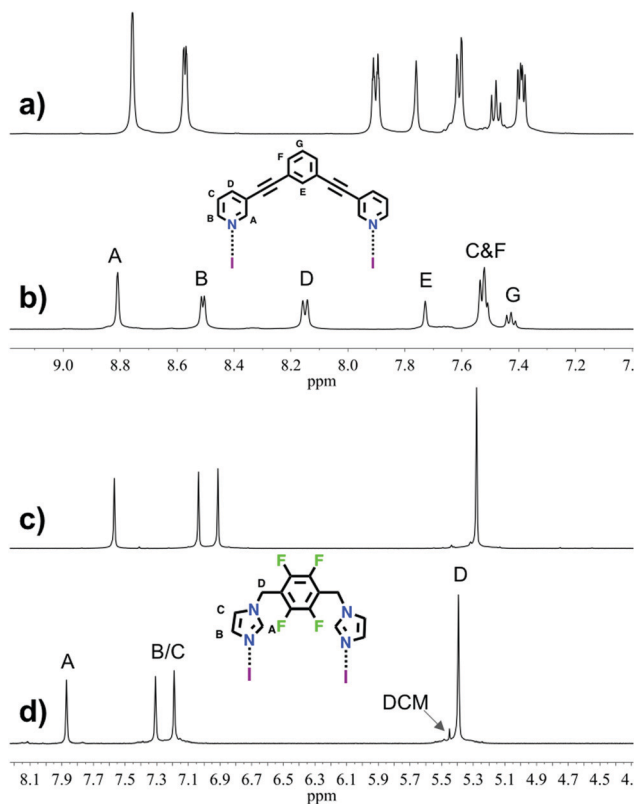 a)
G
F
D
C
E
B
A
N
N
I
I
A
B
D
E
C&F
G
b)
9.0 8.8 8.6 8.4 8.2 8.0 7.8 7.6 7.4 7.
ppm
c)
F
F
D
N
N
C
B
A
F
F
N
N
I
I
A
B/C
DCM
D
d)
8.1 7.9 7.7 7.5 7.3 7.1 6.9 6.7 6.5 6.3 6.1 5.9 5.7 5.5 5.3 5.1 4.9 4.7 4.5 4.
ppm